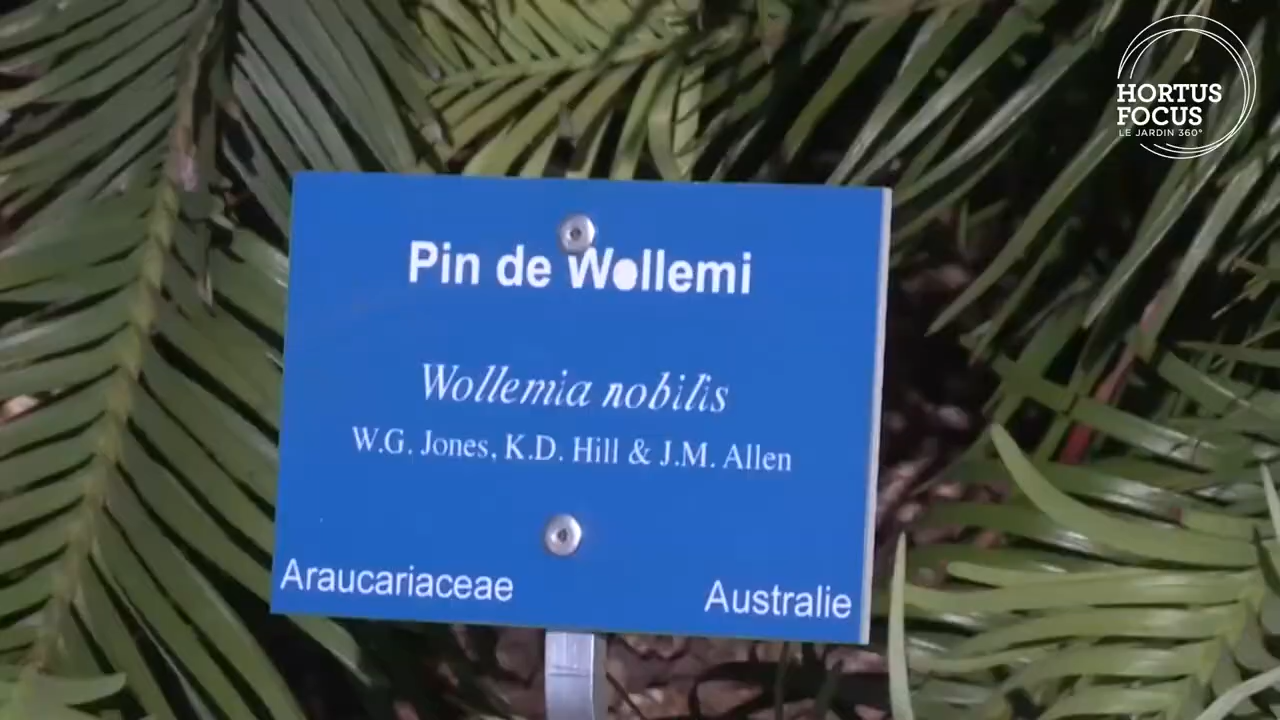 HORTUS
FOCUS
LE JARDIN 360°
Pin de Wollemi
Wollemia nobilis
W.G. Jones, K.D. Hill & J.M. Allen
Araucariaceae
Australie